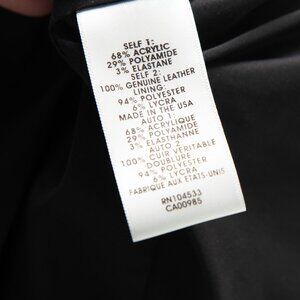 SELF 1:
68% ACRYLIC
29% POLYAMIDE
3% ELASTANE
SELF 2:
100% GENUINE LEATHER
LINING:
94% POLYESTER
6% LYCRA
MADE IN THE USA
AUTO 1:
68% ACRYLIQUE
29% POLYAMIDE
3% ELASTHANNE
AUTO 2
100% CUIR VERITABLE
DOUBLURE
94% POLYESTER
6% LYCRA
FABRIQUE AUX ETATS-UNIS
RN104533
CA00985